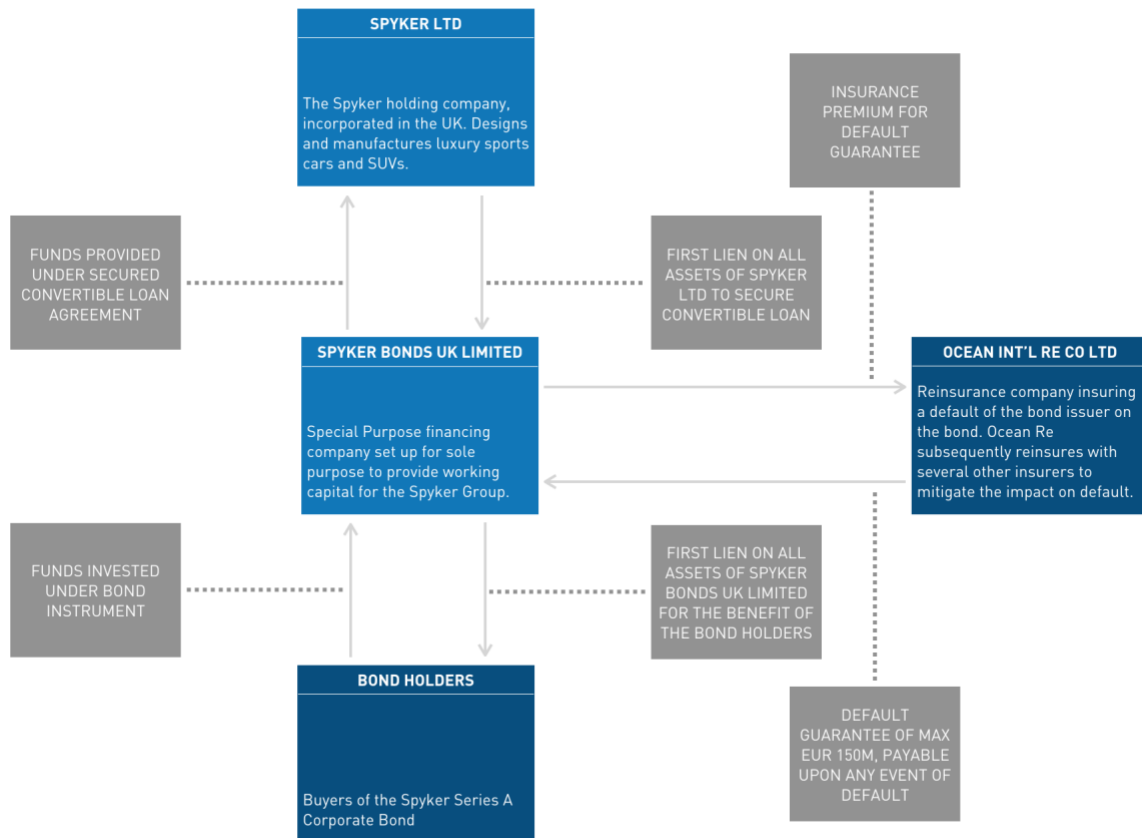 SPYKER LTD
The Spyker holding company,
incorporated in the UK. Designs
and manufactures luxury sports
cars and SUVs.
INSURANCE
PREMIUM FOR
DEFAULT
GUARANTEE
FUNDS PROVIDED
UNDER SECURED
CONVERTIBLE LOAN
AGREEMENT
FIRST LIEN ON ALL
ASSETS OF SPYKER
LTD TO SECURE
CONVERTIBLE LOAN
SPYKER BONDS UK LIMITED
Special Purpose financing
company set up for sole
purpose to provide working
capital for the Spyker Group.
OCEAN INT'L RE CO LTD
Reinsurance company insuring
a default of the bond issuer on
the bond. Ocean Re
subsequently reinsures with
several other insurers to
mitigate the impact on default.
FUNDS INVESTED
UNDER BOND
INSTRUMENT
FIRST LIEN ON ALL
ASSETS OF SPYKER
BONDS UK LIMITED
FOR THE BENEFIT OF
THE BOND HOLDERS
BOND HOLDERS
Buyers of the Spyker Series A
Corporate Bond
DEFAULT
GUARANTEE OF MAX
EUR 150M, PAYABLE
UPON ANY EVENT OF
DEFAULT